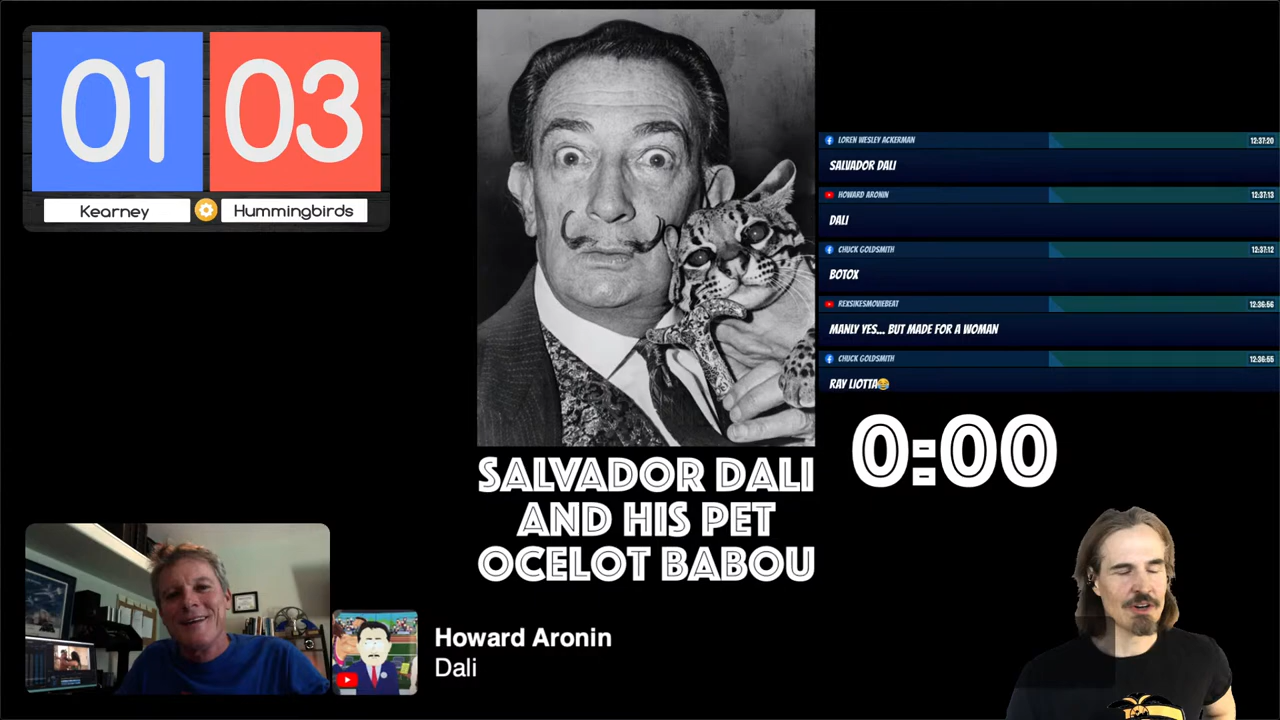 01 03
Kearney Hummingbirds
LOREN WESLEY ACKERMAN 12:37:20
SALVADOR DALI
HOWARD ARONIN 12:37:13
DALI
CHUCK GOLDSMITH 12:37:12
BOTOX
REXSIKESMOVIEBEAT 12:36:56
MANLY YES... BUT MADE FOR A WOMAN
CHUCK GOLDSMITH 12:36:55
RAY LIOTTA😂
0:00
SALVADOR DALI
AND HIS PET
OCELOT BABOU
Howard Aronin
Dali